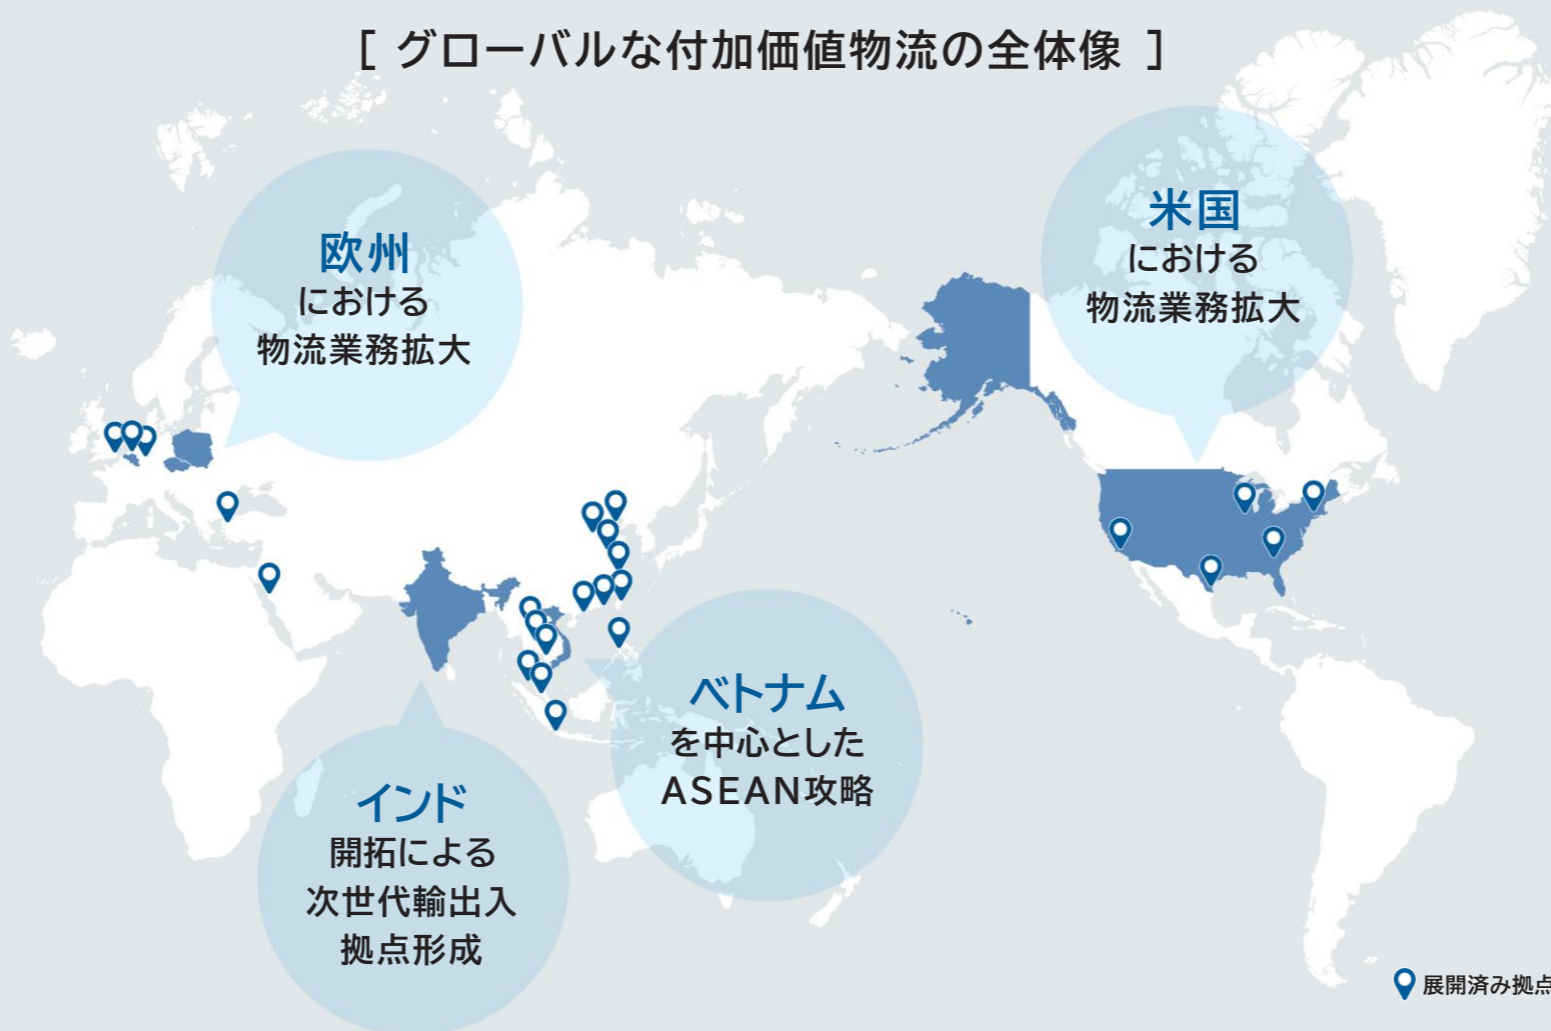 [ グローバルな付加価値物流の全体像 ]
欧州
における
物流業務拡大
米国
における
物流業務拡大
ベトナム
を中心とした
ASEAN攻略
インド
開拓による
次世代輸出入
拠点形成
展開済み拠点